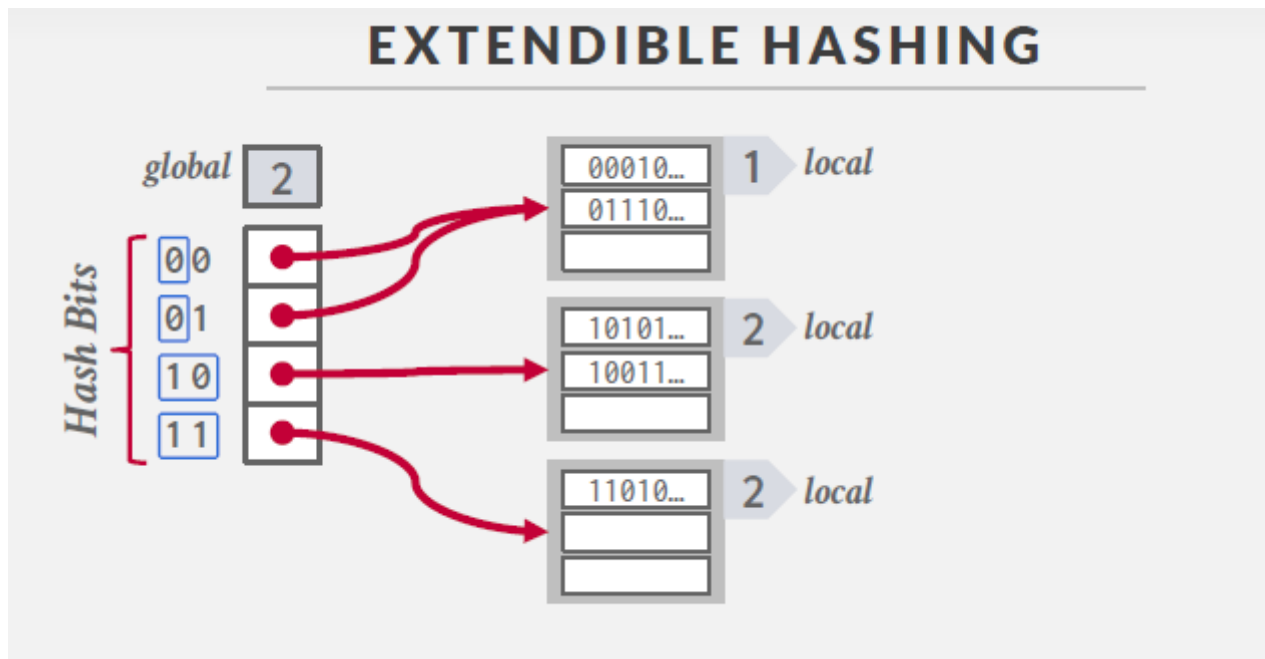 EXTENDIBLE HASHING
global 2
Hash Bits
00
01
10
11
00010…
01110…
1 local
10101…
10011…
2 local
11010…
2 local